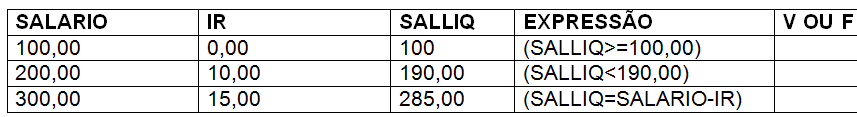 SALARIO IR SALLIQ EXPRESSÃO V OU F
100,00 0,00 100 (SALLIQ>=100,00)
200,00 10,00 190,00 (SALLIQ<190,00)
300,00 15,00 285,00 (SALLIQ=SALARIO-IR)